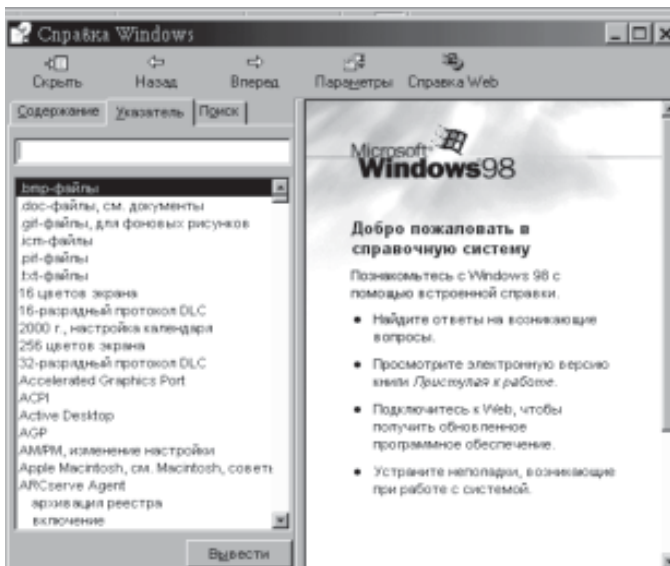 Справка Windows
Скрыть Назад Вперед Параметры Справка Web
Содержание Указатель Поиск
.bmp-файлы
.doc-файлы, см. документы
.gif-файлы, для фоновых рисунков
.icm-файлы
.pif-файлы
.txt-файлы
16 цветов экрана
16-разрядный протокол DLC
2000 г., настройка календаря
256 цветов экрана
32-разрядный протокол DLC
Accelerated Graphics Port
ACPI
Active Desktop
AGP
AM/PM, изменение настройки
Apple Macintosh, см. Macintosh, советы
ARCserve Agent
архивация реестра
включение
Вывести
Microsoft
Windows98
Добро пожаловать в
справочную систему
Познакомьтесь с Windows 98 с
помощью встроенной справки.
• Найдите ответы на возникающие
вопросы.
• Просмотрите электронную версию
книги Приступая к работе.
• Подключитесь к Web, чтобы
получить обновленное
программное обеспечение.
• Устраните неполадки, возникающие
при работе с системой.